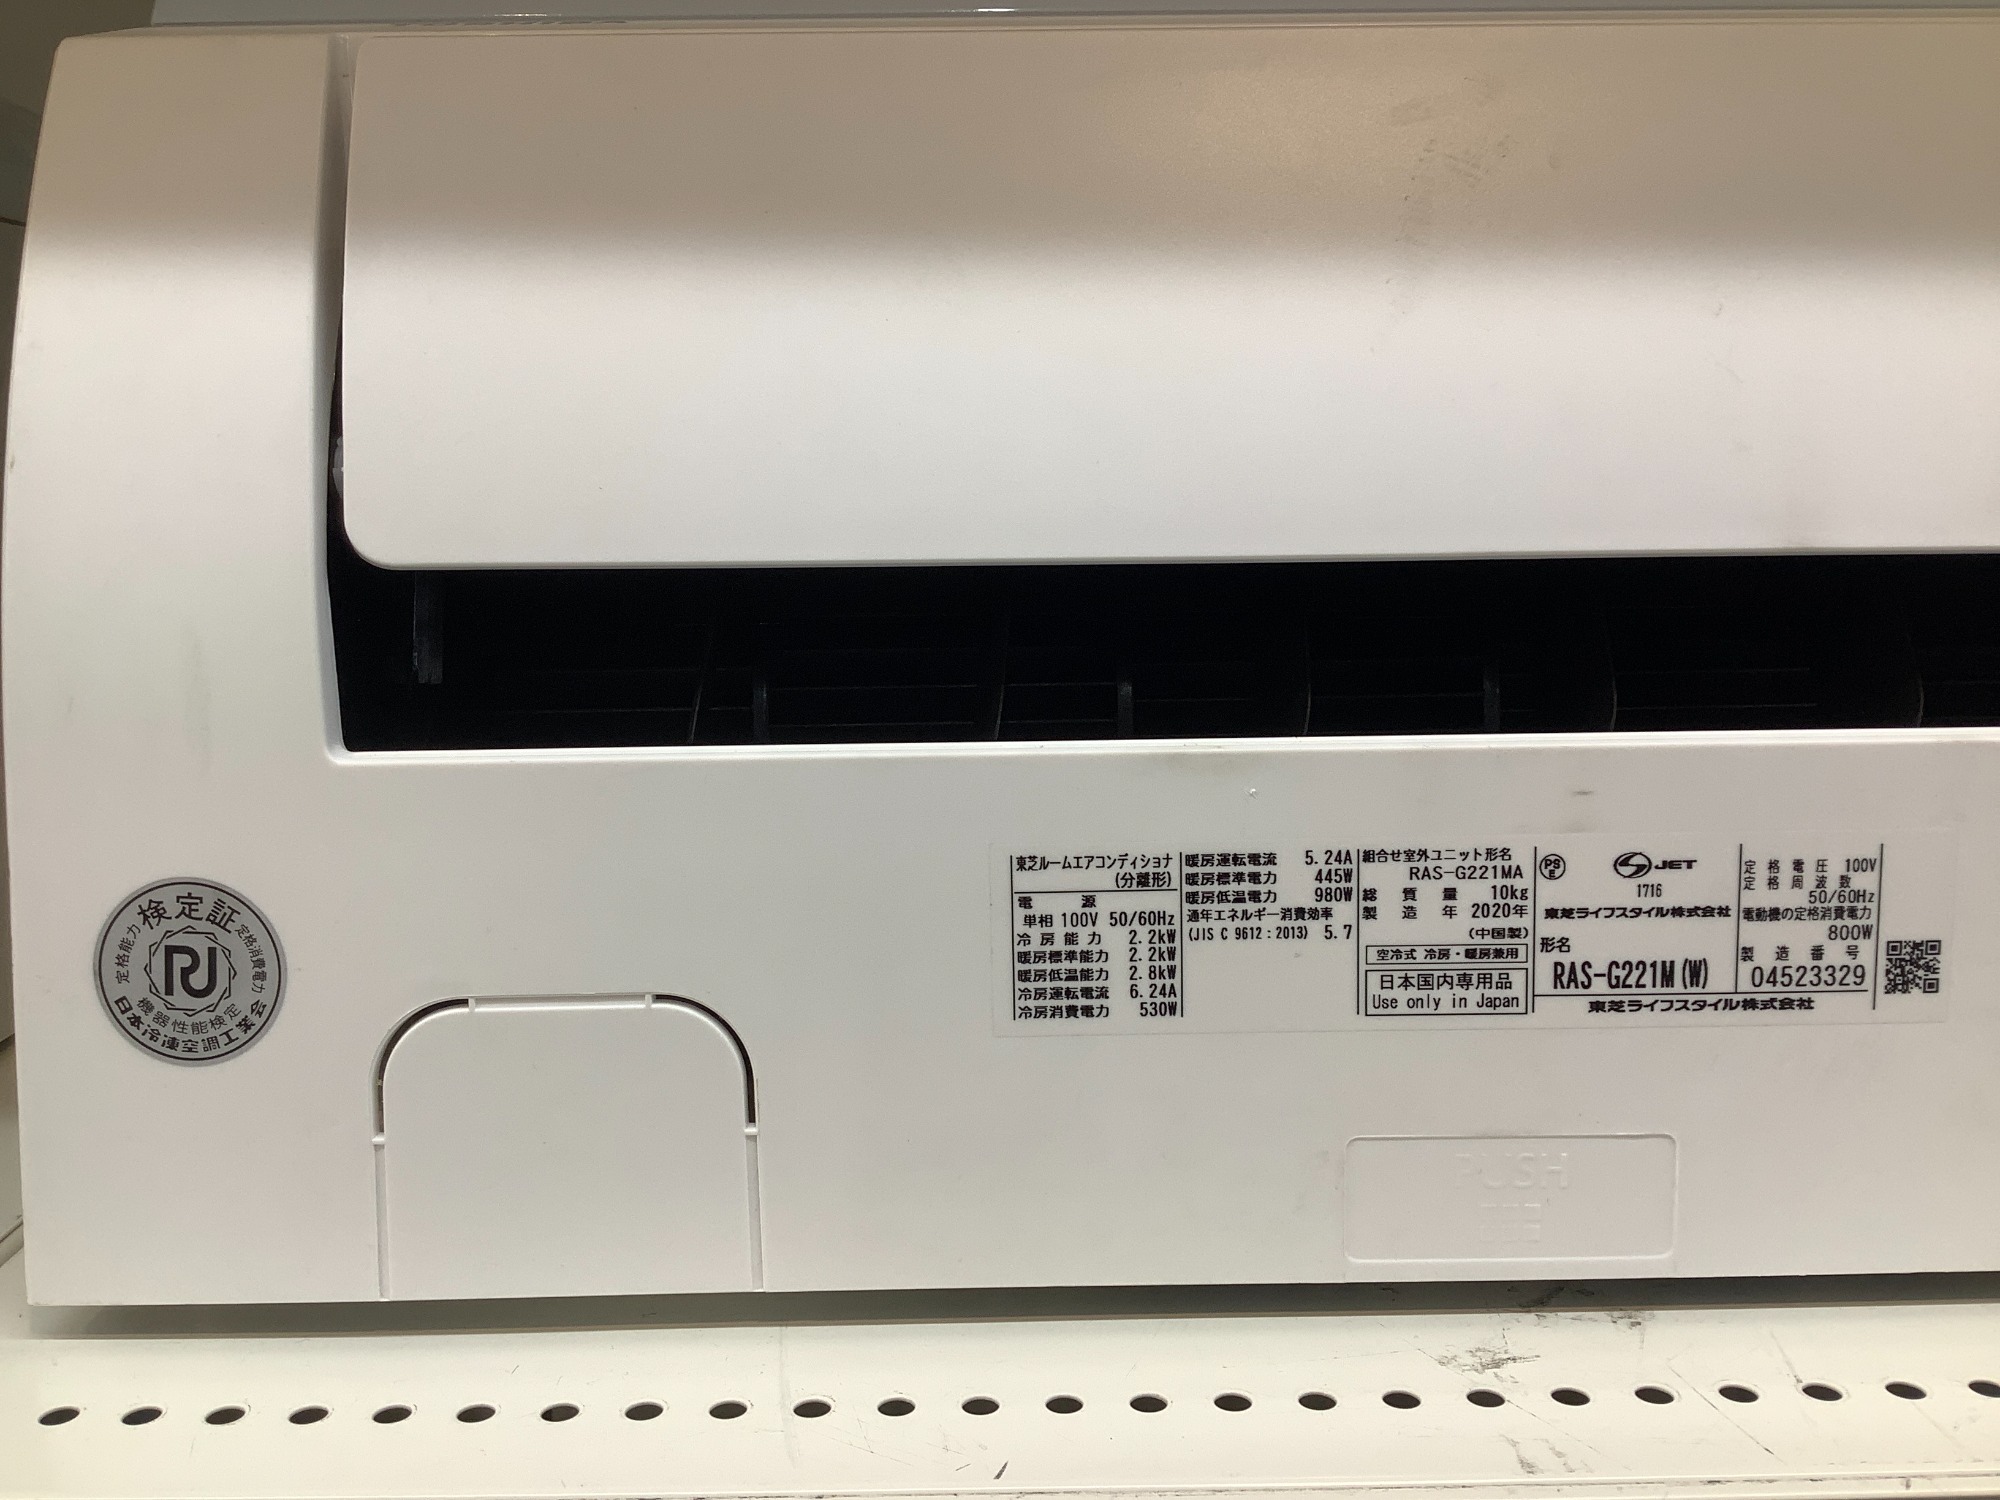 検定証
定格能力
定格消費電力
機器性能検定
日本冷凍空調工業会
東芝ルームエアコンディショナ
(分離形)
電 源
単相 100V 50/60Hz
冷房能力 2.2kW
暖房標準能力 2.2kW
暖房低温能力 2.8kW
冷房運転電流 6.24A
冷房消費電力 530W
暖房運転電流 5.24A
暖房標準電力 445W
暖房低温電力 980W
通年エネルギー消費効率
(JIS C 9612:2013) 5.7
組合せ室外ユニット形名
RAS-G221MA
総質量 10kg
製造年 2020年
(中国製)
空冷式 冷房・暖房兼用
日本国内専用品
Use only in Japan
PS
E
JET
1716
東芝ライフスタイル株式会社
形名
RAS-G221M(W)
定格電圧 100V
定格周波数
50/60Hz
電動機の定格消費電力
800W
製造番号
04523329
東芝ライフスタイル株式会社
PUSH